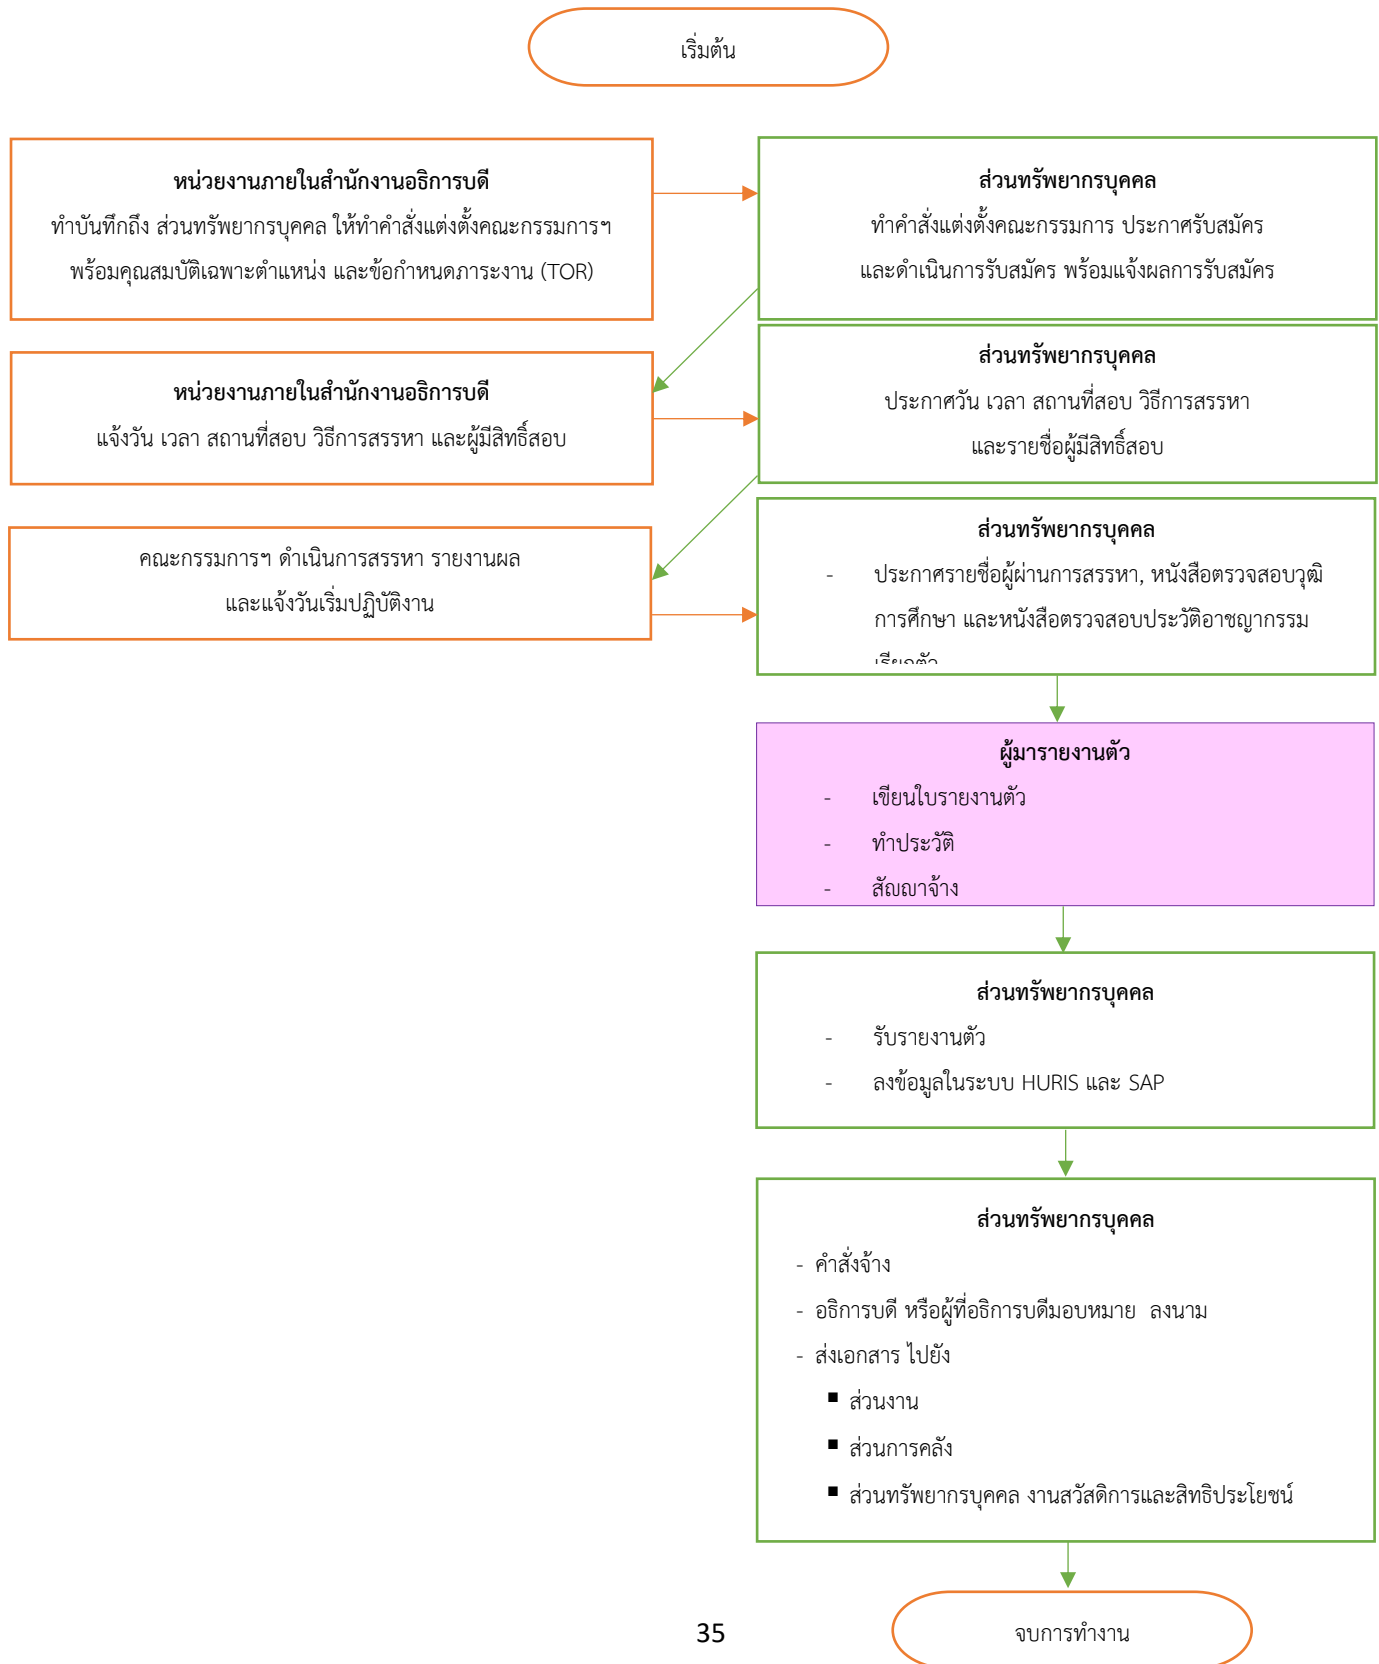 เริ่มต้น
หน่วยงานภายในสำนักงานอธิการบดี
ทำบันทึกถึง ส่วนทรัพยากรบุคคล ให้ทำคำสั่งแต่งตั้งคณะกรรมการฯ
พร้อมคุณสมบัติเฉพาะตำแหน่ง และข้อกำหนดภาระงาน (TOR)
ส่วนทรัพยากรบุคคล
ทำคำสั่งแต่งตั้งคณะกรรมการ ประกาศรับสมัคร
และดำเนินการรับสมัคร พร้อมแจ้งผลการรับสมัคร
หน่วยงานภายในสำนักงานอธิการบดี
แจ้งวัน เวลา สถานที่สอบ วิธีการสรรหา และผู้มีสิทธิ์สอบ
ส่วนทรัพยากรบุคคล
ประกาศวัน เวลา สถานที่สอบ วิธีการสรรหา
และรายชื่อผู้มีสิทธิ์สอบ
คณะกรรมการฯ ดำเนินการสรรหา รายงานผล
และแจ้งวันเริ่มปฏิบัติงาน
ส่วนทรัพยากรบุคคล
- ประกาศรายชื่อผู้ผ่านการสรรหา, หนังสือตรวจสอบวุฒิ
การศึกษา และหนังสือตรวจสอบประวัติอาชญากรรม
เรียกตัว
ผู้มารายงานตัว
- เขียนใบรายงานตัว
- ทำประวัติ
- สัญญาจ้าง
ส่วนทรัพยากรบุคคล
- รับรายงานตัว
- ลงข้อมูลในระบบ HURIS และ SAP
ส่วนทรัพยากรบุคคล
- คำสั่งจ้าง
- อธิการบดี หรือผู้ที่อธิการบดีมอบหมาย ลงนาม
- ส่งเอกสาร ไปยัง
▪ ส่วนงาน
▪ ส่วนการคลัง
▪ ส่วนทรัพยากรบุคคล งานสวัสดิการและสิทธิประโยชน์
จบการทำงาน
35